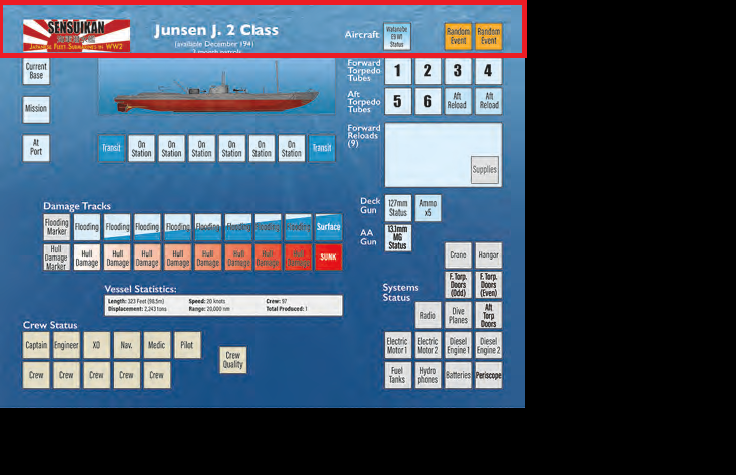 SENSUIKAN
Japanese Fleet Submarines in WW2
Junsen J. 2 Class
(available December 1941)
3 month patrols
Aircraft
Watanabe
E9W1
Status
Random
Event
Random
Event
Current
Base
Mission
At
Port
Forward
Torpedo
Tubes
1
2
3
4
Aft
Torpedo
Tubes
5
6
Aft
Reload
Aft
Reload
Forward
Reloads
(9)
Supplies
Transit
On
Station
On
Station
On
Station
On
Station
On
Station
On
Station
Transit
Deck
Gun
127mm
Status
Ammo
x5
AA
Gun
13.1mm
MG
Status
Damage Tracks
Flooding
Marker
Flooding
Flooding
Flooding
Flooding
Flooding
Flooding
Flooding
Flooding
Surface
Hull
Damage
Marker
Hull
Damage
Hull
Damage
Hull
Damage
Hull
Damage
Hull
Damage
Hull
Damage
Hull
Damage
Hull
Damage
SUNK
Vessel Statistics:
Length: 323 Feet (98.5m)
Speed: 20 Knots
Crew: 97
Displacement: 2,243 tons
Range: 20,000 nm
Total Produced: 1
Systems
Status
Crane
Hangar
F. Torp.
Doors
(Odd)
F. Torp.
Doors
(Even)
Radio
Dive
Planes
Aft
Torp
Doors
Electric
Motor 1
Electric
Motor 2
Diesel
Engine 1
Diesel
Engine 2
Fuel
Tanks
Hydro
phones
Batteries
Periscope
Crew Status
Captain
Engineer
XO
Nav.
Medic
Pilot
Crew
Crew
Crew
Crew
Crew
Crew
Quality